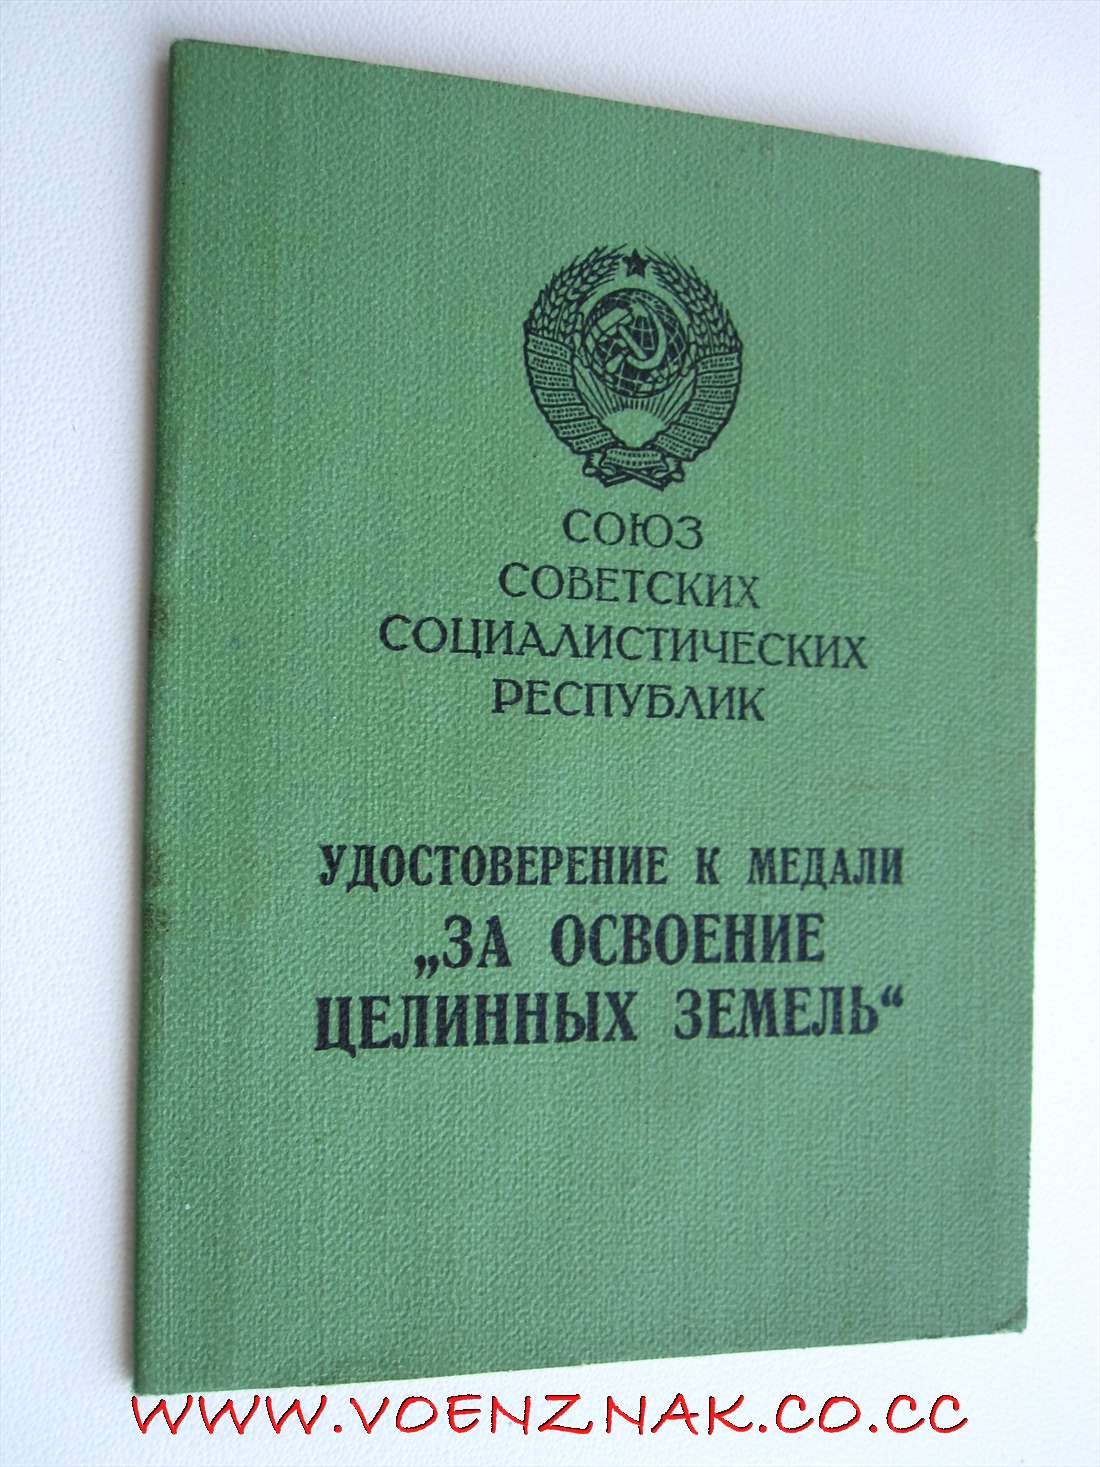 СОЮЗ
СОВЕТСКИХ
СОЦИАЛИСТИЧЕСКИХ
РЕСПУБЛИК
УДОСТОВЕРЕНИЕ К МЕДАЛИ
„ЗА ОСВОЕНИЕ
ЦЕЛИННЫХ ЗЕМЕЛЬ“
WWW.VOENZNAK.CO.CC